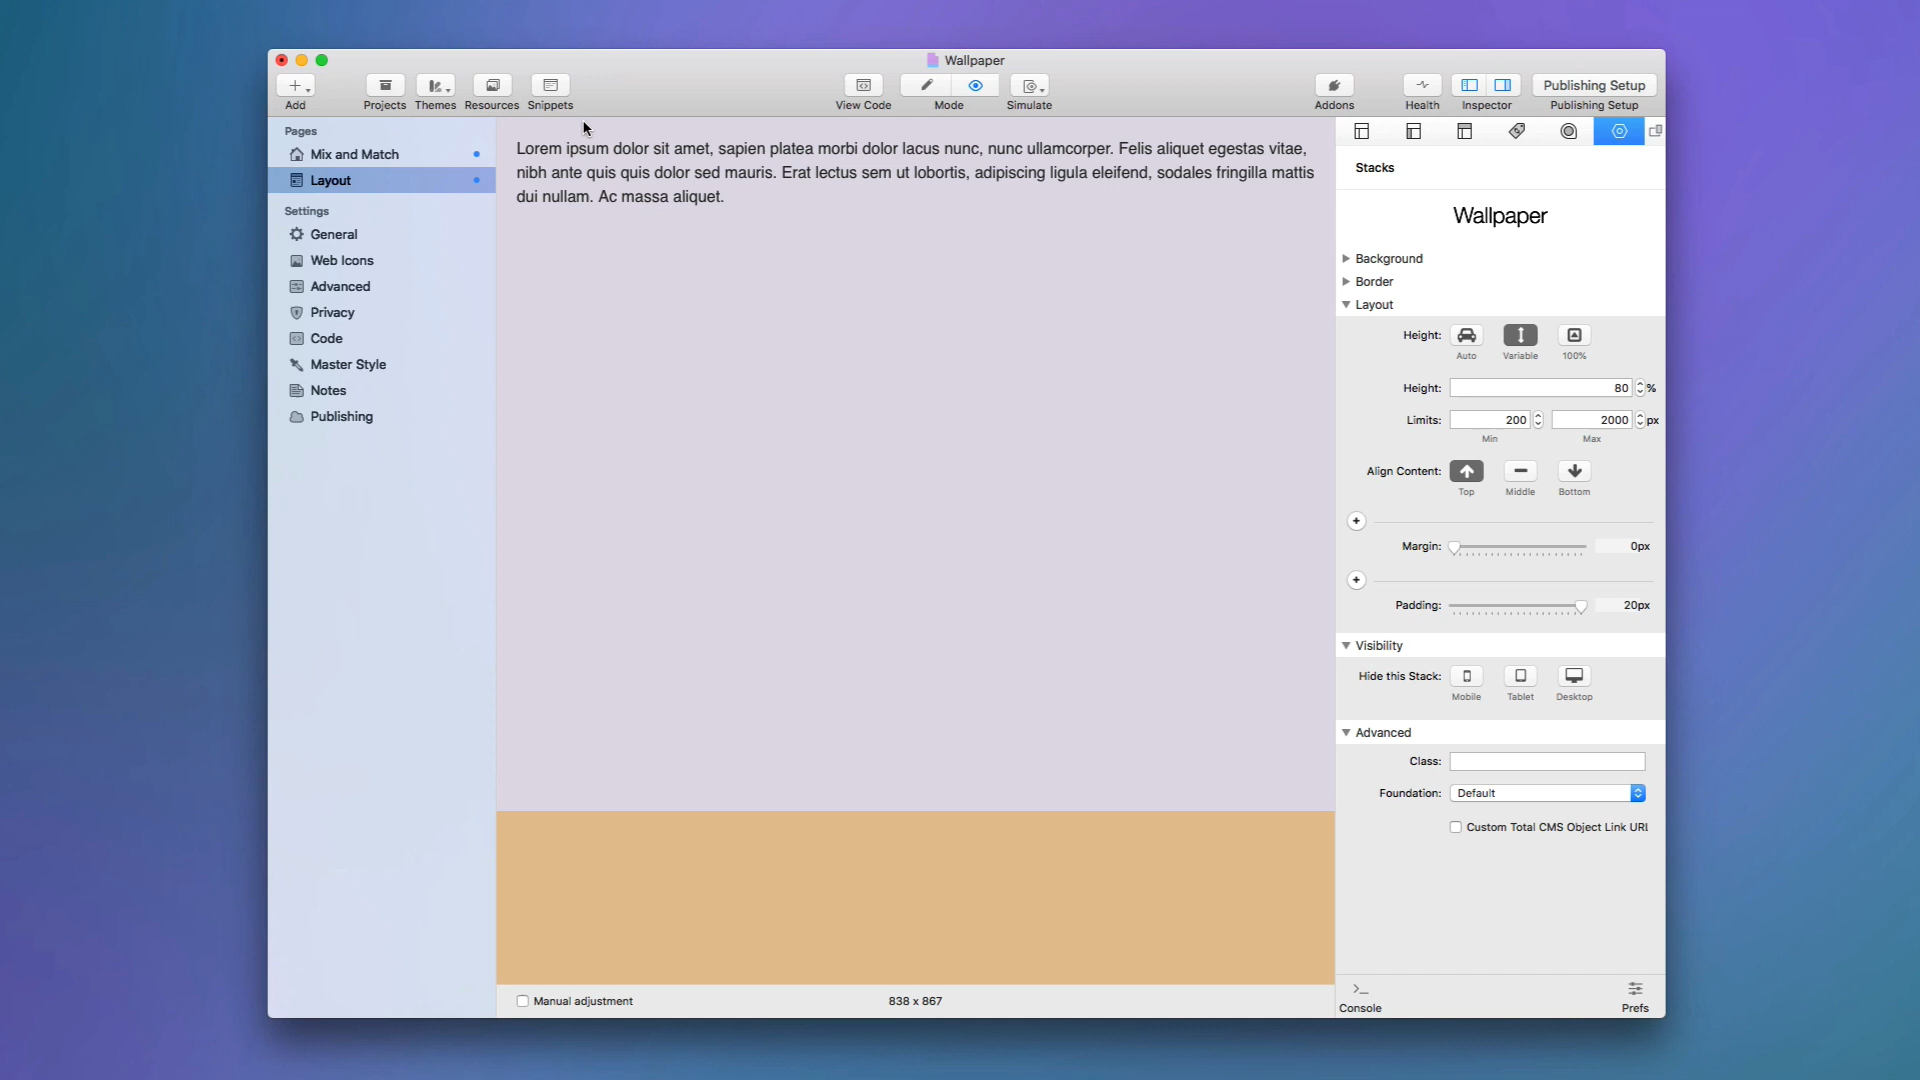 Wallpaper
Add
Projects
Themes
Resources
Snippets
View Code
Mode
Simulate
Addons
Health
Inspector
Publishing Setup
Publishing Setup
Pages
Mix and Match
Layout
Settings
General
Web Icons
Advanced
Privacy
Code
Master Style
Notes
Publishing
Lorem ipsum dolor sit amet, sapien platea morbi dolor lacus nunc, nunc ullamcorper. Felis aliquet egestas vitae,
nibh ante quis quis dolor sed mauris. Erat lectus sem ut lobortis, adipiscing ligula eleifend, sodales fringilla mattis
dui nullam. Ac massa aliquet.
Manual adjustment
838 x 867
Stacks
Wallpaper
Background
Border
Layout
Height:
Auto
Variable
100%
Height: 80 %
Limits: 200 2000 px
Min Max
Align Content:
Top
Middle
Bottom
Margin: 0px
Padding: 20px
Visibility
Hide this Stack:
Mobile
Tablet
Desktop
Advanced
Class:
Foundation: Default
Custom Total CMS Object Link URL
Console
Prefs